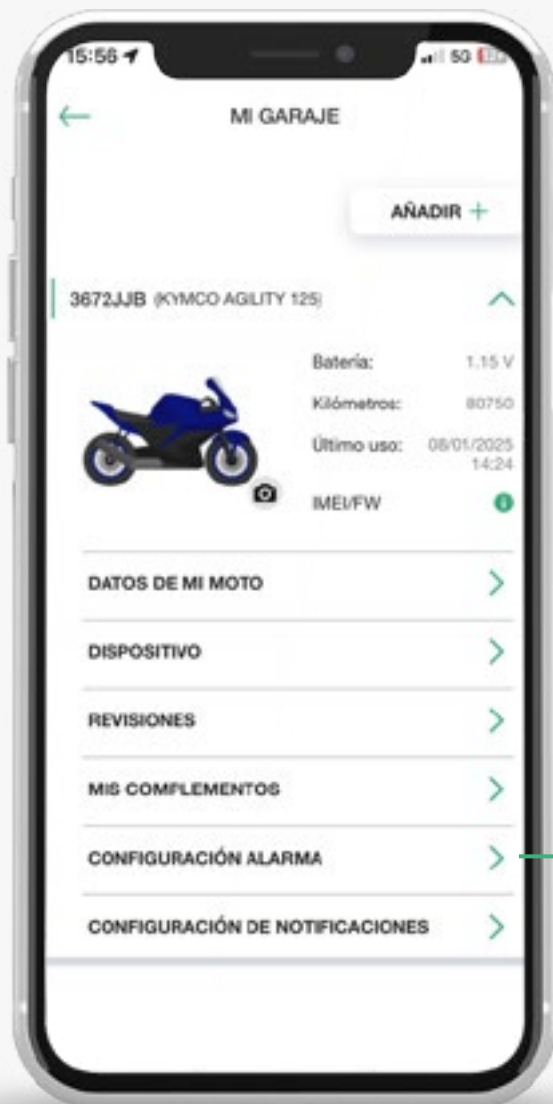 15:56
5G
MI GARAJE
AÑADIR +
3672JJB (KYMCO AGILITY 125)
Batería: 1.15 V
Kilómetros: 80750
Último uso: 08/01/2025
14:24
IMEI/FW
DATOS DE MI MOTO
DISPOSITIVO
REVISIONES
MIS COMPLEMENTOS
CONFIGURACIÓN ALARMA
CONFIGURACIÓN DE NOTIFICACIONES